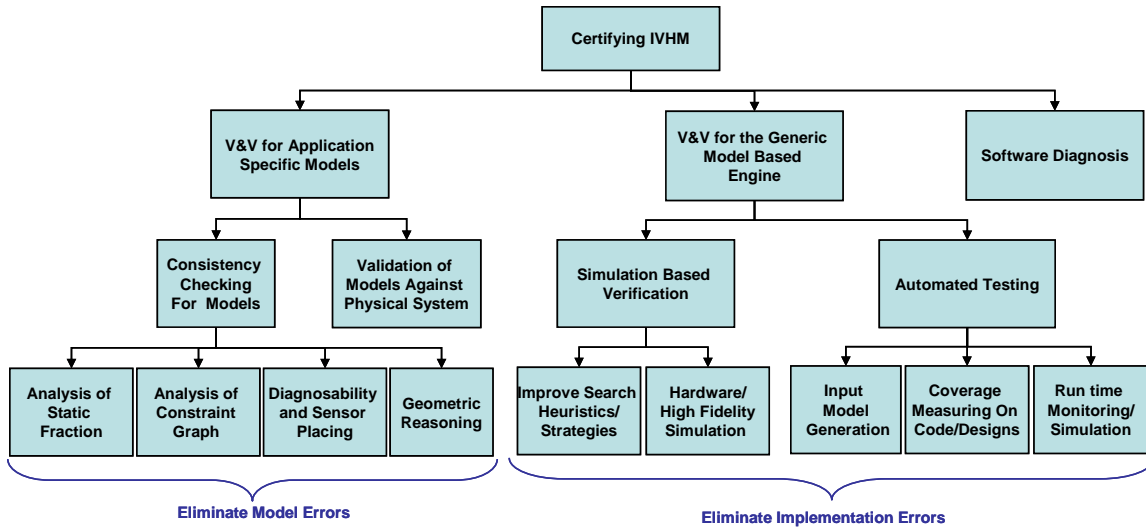 Certifying IVHM
V&V for Application
Specific Models
V&V for the Generic
Model Based
Engine
Software Diagnosis
Consistency
Checking
For Models
Validation of
Models Against
Physical System
Simulation Based
Verification
Automated Testing
Analysis of
Static
Fraction
Analysis of
Constraint
Graph
Diagnosability
and Sensor
Placing
Geometric
Reasoning
Improve Search
Heuristics/
Strategies
Hardware/
High Fidelity
Simulation
Input
Model
Generation
Coverage
Measuring On
Code/Designs
Run time
Monitoring/
Simulation
Eliminate Model Errors
Eliminate Implementation Errors